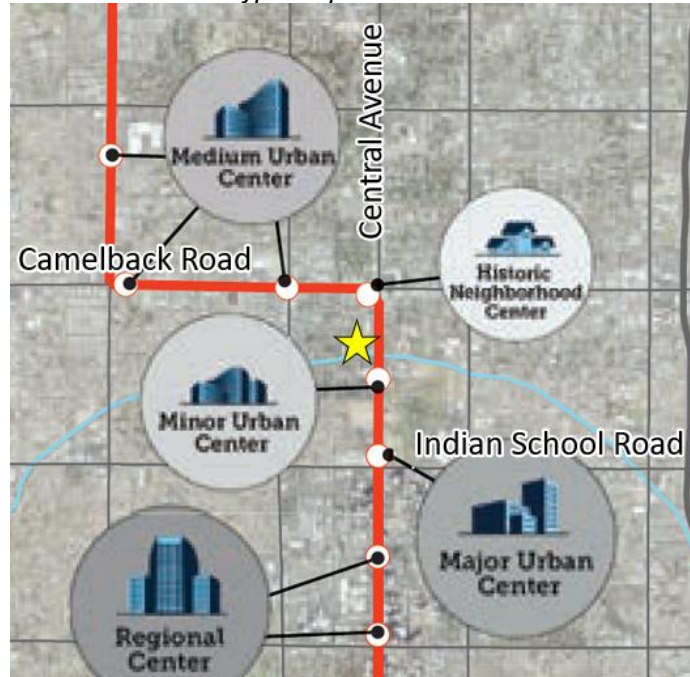 Central Avenue
Medium Urban
Center
Camelback Road
Historic
Neighborhood
Center
Minor Urban
Center
Indian School Road
Major Urban
Center
Regional
Center